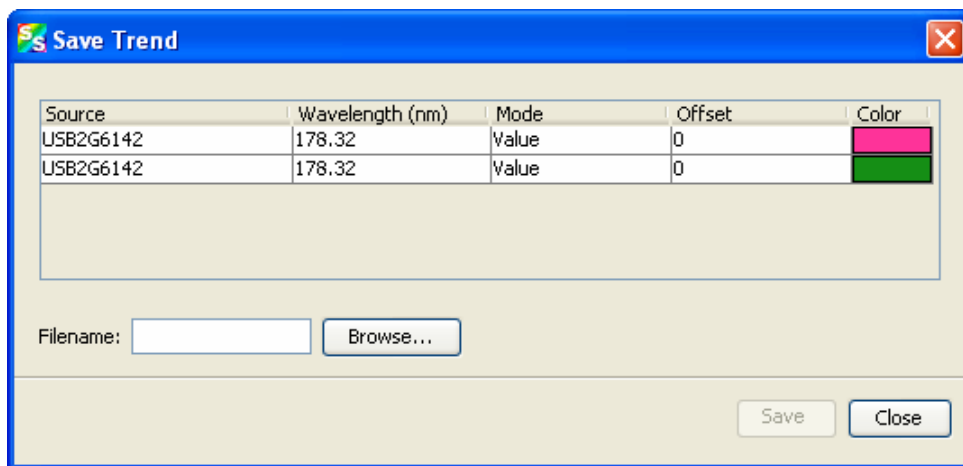 SS Save Trend
Source Wavelength (nm) Mode Offset Color
USB2G6142 178.32 Value 0
USB2G6142 178.32 Value 0
Filename: Browse...
Save Close